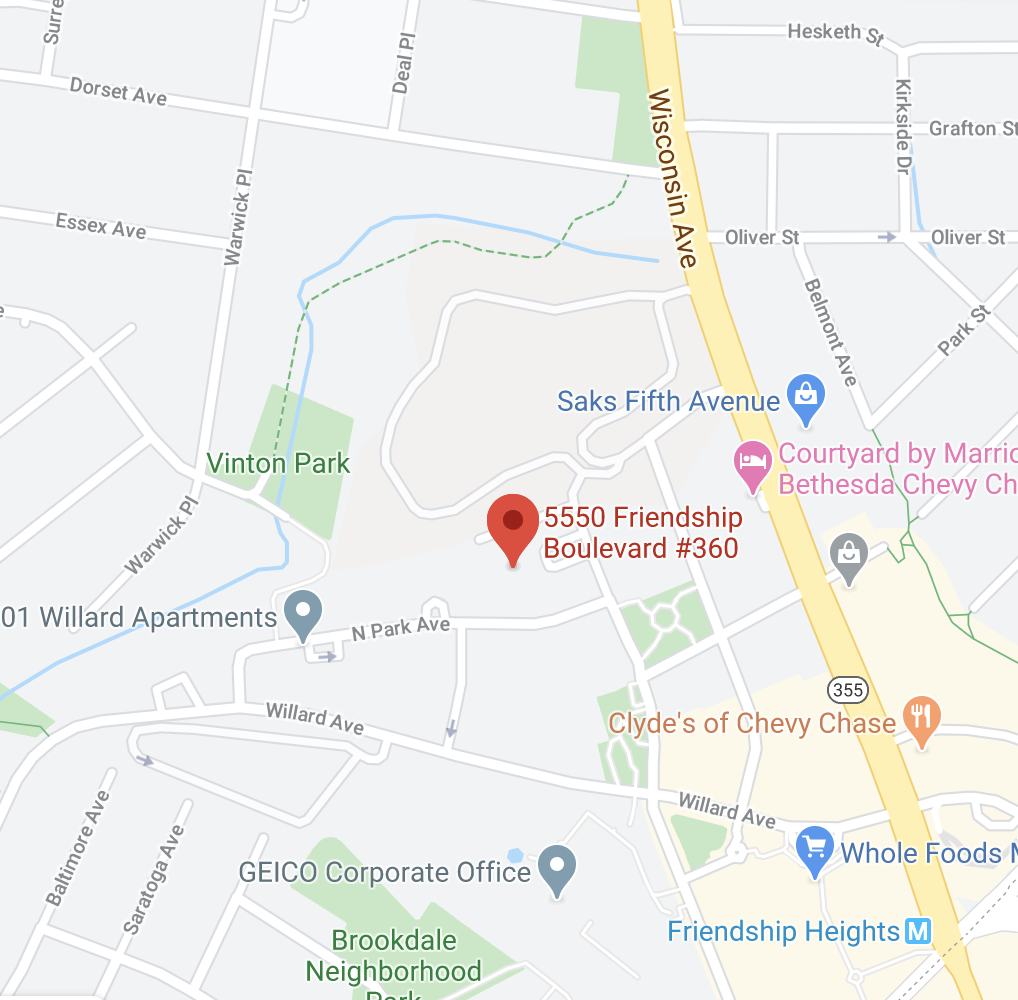 Surre
Deal Pl
Hesketh St
Dorset Ave
Wisconsin Ave
Kirkside Dr
Grafton St
Warwick Pl
Essex Ave
Oliver St
Oliver St
Belmont Ave
Park St
Saks Fifth Avenue
Vinton Park
Courtyard by Marrio
Bethesda Chevy Ch
Warwick Pl
5550 Friendship
Boulevard #360
01 Willard Apartments
N Park Ave
355
Willard Ave
Clyde's of Chevy Chase
Baltimore Ave
Saratoga Ave
Willard Ave
GEICO Corporate Office
Whole Foods M
Friendship Heights M
Brookdale
Neighborhood
Park